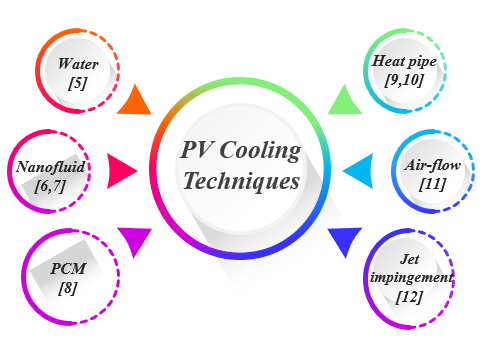 Water
[5]
Heat pipe
[9,10]
PV Cooling
Techniques
Nanofluid
[6,7]
Air-flow
[11]
PCM
[8]
Jet
impingement
[12]